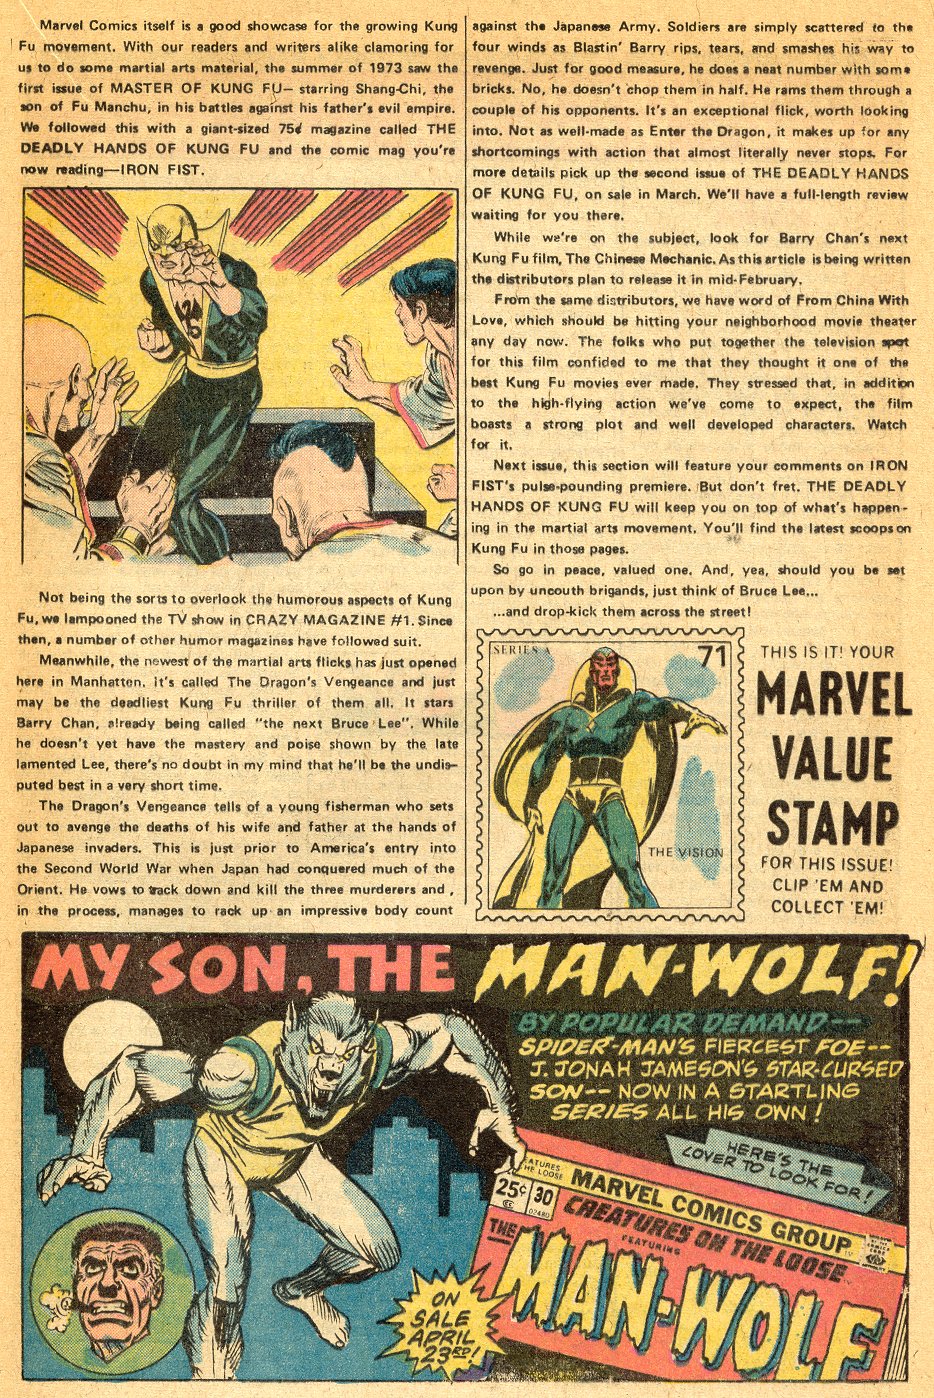 Marvel Comics itself is a good showcase for the growing Kung
Fu movement. With our readers and writers alike clamoring for
us to do some martial arts material, the summer of 1973 saw the
first issue of MASTER OF KUNG FU— starring Shang-Chi, the
son of Fu Manchu, in his battles against his father's evil empire.
We followed this with a giant-sized 75¢ magazine called THE
DEADLY HANDS OF KUNG FU and the comic mag you're
now reading—IRON FIST.
Not being the sorts to overlook the humorous aspects of Kung
Fu, we lampooned the TV show in CRAZY MAGAZINE #1. Since
then, a number of other humor magazines have followed suit.
Meanwhile, the newest of the martial arts flicks has just opened
here in Manhatten. It's called The Dragon's Vengeance and just
may be the deadliest Kung Fu thriller of them all. It stars
Barry Chan, already being called "the next Bruce Lee". While
he doesn't yet have the mastery and poise shown by the late
lamented Lee, there's no doubt in my mind that he'll be the undis-
puted best in a very short time.
The Dragon's Vengeance tells of a young fisherman who sets
out to avenge the deaths of his wife and father at the hands of
Japanese invaders. This is just prior to America's entry into
the Second World War when Japan had conquered much of the
Orient. He vows to track down and kill the three murderers and ,
in the process, manages to rack up an impressive body count
against the Japanese Army. Soldiers are simply scattered to the
four winds as Blastin' Barry rips, tears, and smashes his way to
revenge. Just for good measure, he does a neat number with some
bricks. No, he doesn't chop them in half. He rams them through a
couple of his opponents. It's an exceptional flick, worth looking
into. Not as well-made as Enter the Dragon, it makes up for any
shortcomings with action that almost literally never stops. For
more details pick up the second issue of THE DEADLY HANDS
OF KUNG FU, on sale in March. We'll have a full-length review
waiting for you there.
While we're on the subject, look for Barry Chan's next
Kung Fu film, The Chinese Mechanic. As this article is being written
the distributors plan to release it in mid-February.
From the same distributors, we have word of From China With
Love, which should be hitting your neighborhood movie theater
any day now. The folks who put together the television spot
for this film confided to me that they thought it one of the
best Kung Fu movies ever made. They stressed that, in addition
to the high-flying action we've come to expect, the film
boasts a strong plot and well developed characters. Watch
for it.
Next issue, this section will feature your comments on IRON
FIST's pulse-pounding premiere. But don't fret. THE DEADLY
HANDS OF KUNG FU will keep you on top of what's happen-
ing in the martial arts movement. You'll find the latest scoops on
Kung Fu in those pages.
So go in peace, valued one. And, yea, should you be set
upon by uncouth brigands, just think of Bruce Lee...
...and drop-kick them across the street!
SERIES A
71
THE VISION
THIS IS IT! YOUR
MARVEL
VALUE
STAMP
FOR THIS ISSUE!
CLIP 'EM AND
COLLECT 'EM!
MY SON, THE MAN-WOLF!
BY POPULAR DEMAND--
SPIDER-MAN'S FIERCEST FOE--
J. JONAH JAMESON'S STAR-CURSED
SON-- NOW IN A STARTLING
SERIES ALL HIS OWN!
HERE'S THE
COVER TO LOOK FOR!
25¢
30
02480
MARVEL COMICS GROUP
CREATURES ON THE LOOSE
FEATURING
THE
MAN-WOLF
ON
SALE
APRIL
23RD!